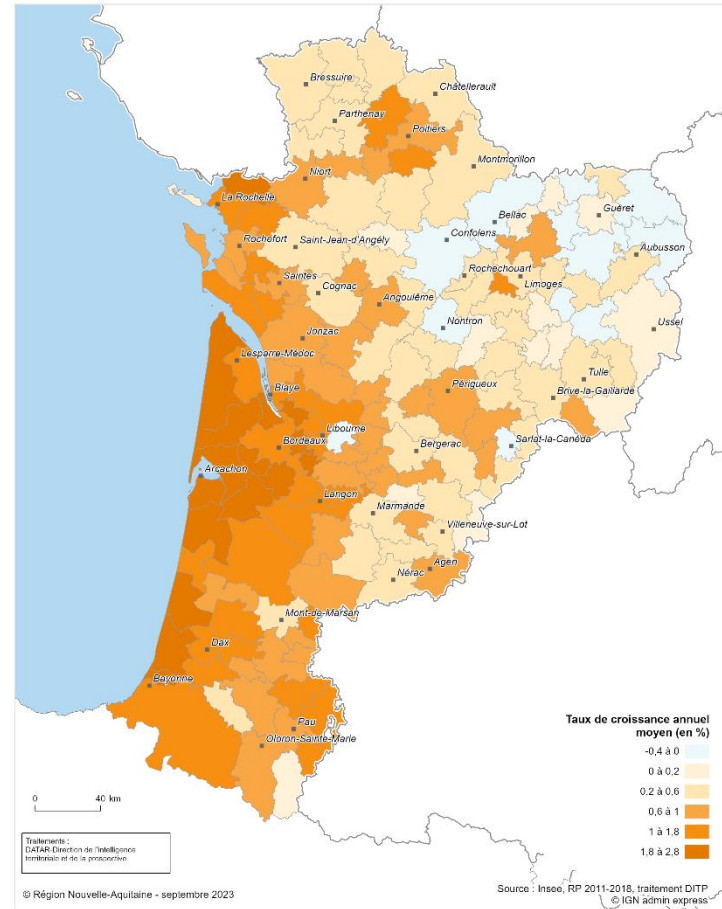 Bressuire
Châtellerault
Parthenay
Poitiers
Montmorillon
Niort
La Rochelle
Bellac
Guéret
Rochefort
Saint-Jean-d'Angély
Confolens
Aubusson
Saintes
Rochechouart
Cognac
Limoges
Angoulême
Nontron
Ussel
Jonzac
Lesparre-Médoc
Tulle
Périgueux
Blaye
Brive-la-Gaillarde
Libourne
Bordeaux
Sarlat-la-Canéda
Bergerac
Arcachon
Langon
Marmande
Villeneuve-sur-Lot
Agen
Nérac
Mont-de-Marsan
Dax
Bayonne
Pau
Oloron-Sainte-Marie
Taux de croissance annuel
moyen (en %)
-0,4 à 0
0 à 0,2
0,2 à 0,6
0,6 à 1
1 à 1,8
1,8 à 2,8
0 40 km
Traitements :
DATAR-Direction de l'intelligence
territoriale et de la prospective
© Région Nouvelle-Aquitaine - septembre 2023
Source : Insee, RP 2011-2018, traitement DITP
© IGN admin express